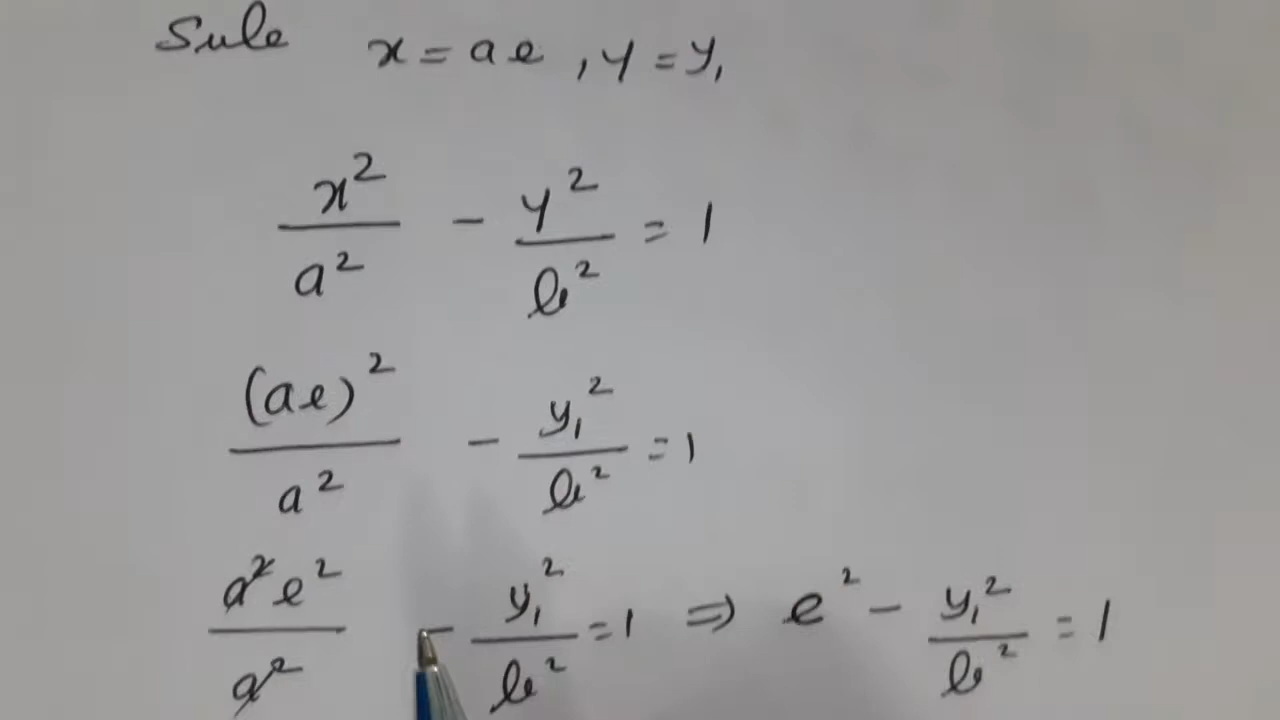 Sule x = ae , y = y₁
x²/a² - y²/b² = 1
(ae)²/a² - y₁²/b² = 1
a²e²/a² - y₁²/b² = 1 ⇒ e² - y₁²/b² = 1